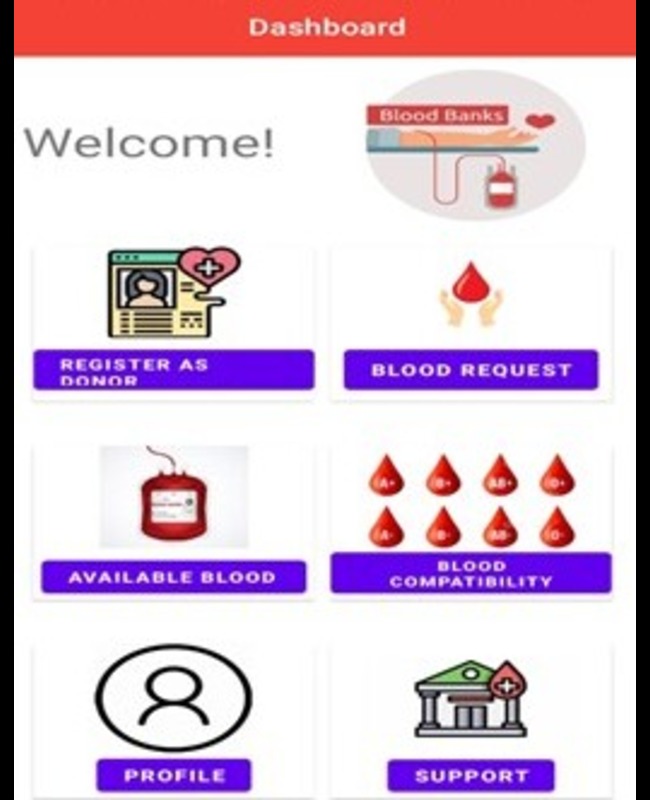 Dashboard
Welcome!
Blood Banks
REGISTER AS
DONOR
BLOOD REQUEST
A+ B+ AB+ O+
A- B- AB- O-
AVAILABLE BLOOD
BLOOD
COMPATIBILITY
PROFILE
SUPPORT